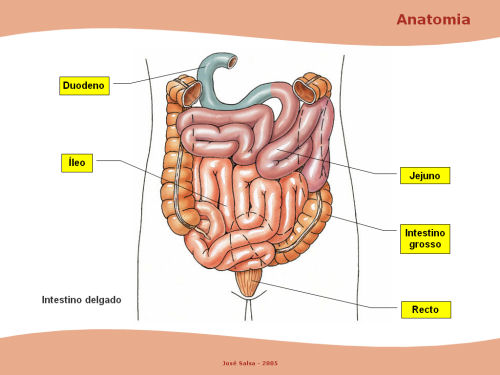 Anatomia
Duodeno
Íleo
Jejuno
Intestino
grosso
Intestino delgado
Recto
José Salsa - 2005